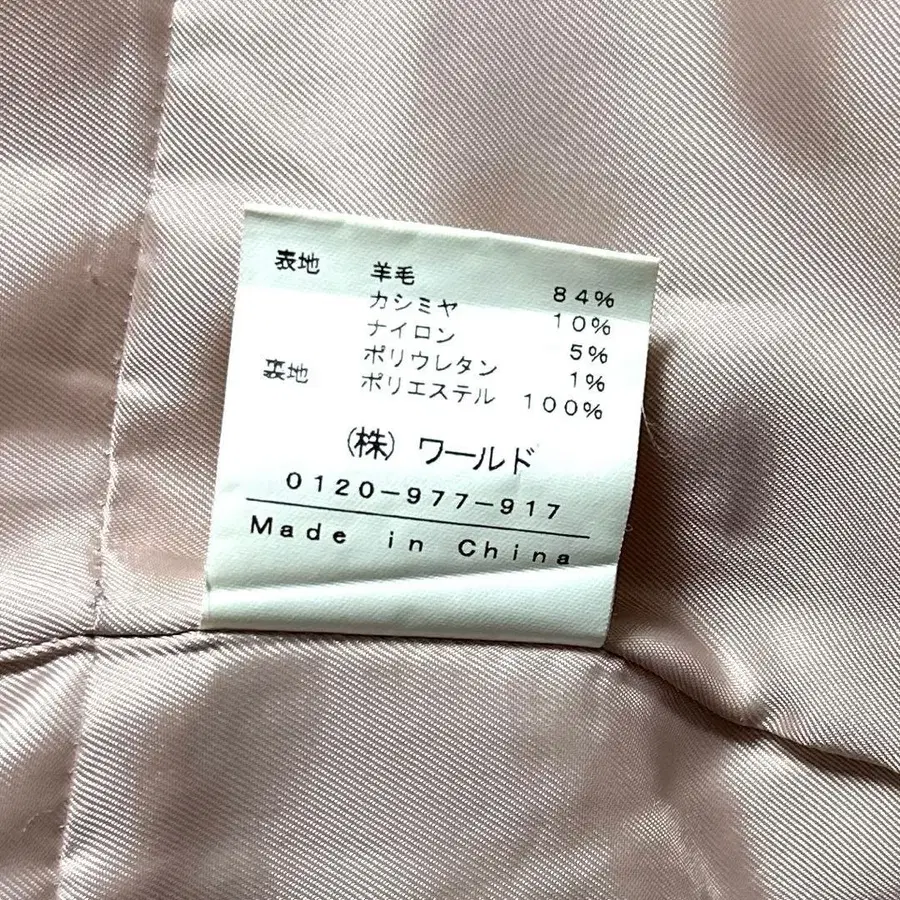 表地 羊毛 84%
カシミヤ 10%
ナイロン 5%
ポリウレタン 1%
裏地 ポリエステル 100%
(株) ワールド
0120-977-917
Made in China